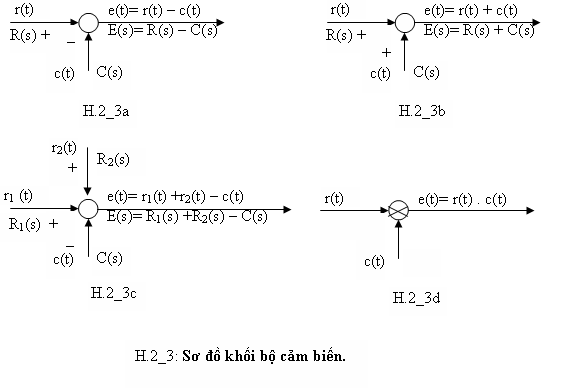 r(t)
e(t)= r(t) – c(t)
R(s) +
E(s)= R(s) – C(s)
–
c(t) C(s)
H.2_3a
r(t)
e(t)= r(t) + c(t)
R(s) +
E(s)= R(s) + C(s)
+
c(t) C(s)
H.2_3b
r2(t)
+
R2(s)
r1 (t)
e(t)= r1(t) +r2(t) – c(t)
R1(s) +
E(s)= R1(s) +R2(s) – C(s)
–
c(t) C(s)
H.2_3c
r(t)
e(t)= r(t) . c(t)
c(t)
H.2_3d
H.2_3: Sơ đồ khối bộ cảm biến.